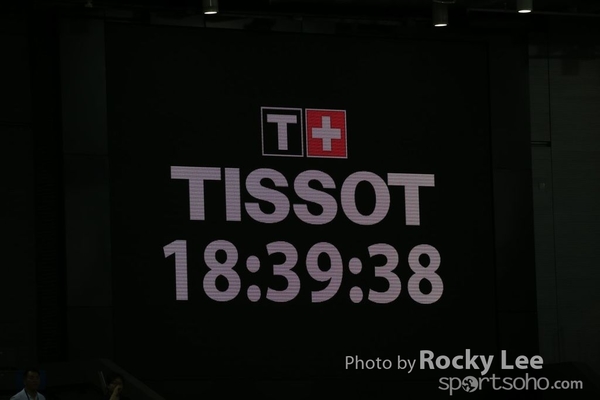 T+
TISSOT
18:39:38
Photo by Rocky Lee
sportsoho.com